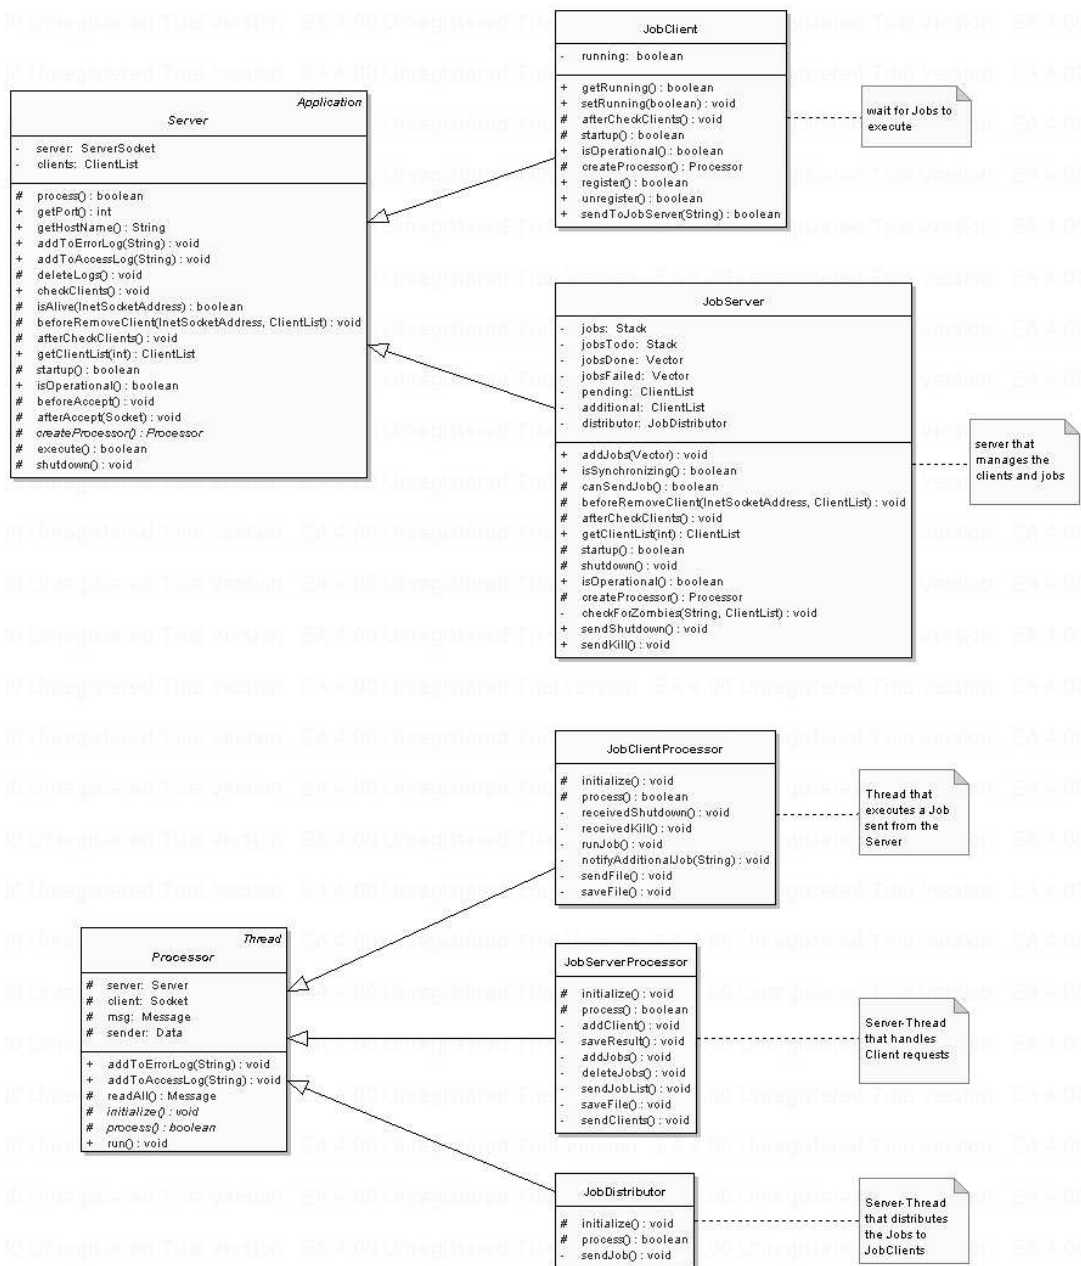 JobClient
- running: boolean
+ getRunning() : boolean
+ setRunning(boolean) : void
# afterCheckClients() : void
# startup() : boolean
+ isOperational() : boolean
# createProcessor() : Processor
+ register() : boolean
+ unregister() : boolean
+ sendToJobServer(String) : boolean
wait for Jobs to
execute
Application
Server
- server: ServerSocket
- clients: ClientList
# process() : boolean
+ getPort() : int
+ getHostName() : String
+ addToErrorLog(String) : void
+ addToAccessLog(String) : void
# deleteLogs() : void
+ checkClients() : void
# isAlive(InetSocketAddress) : boolean
# beforeRemoveClient(InetSocketAddress, ClientList) : void
# afterCheckClients() : void
+ getClientList(int) : ClientList
# startup() : boolean
+ isOperational() : boolean
# beforeAccept() : void
# afterAccept(Socket) : void
# createProcessor() : Processor
# execute() : boolean
# shutdown() : void
JobServer
- jobs: Stack
- jobsTodo: Stack
- jobsDone: Vector
- jobsFailed: Vector
- pending: ClientList
- additional: ClientList
- distributor: JobDistributor
+ addJobs(Vector) : void
+ isSynchronizing() : boolean
# canSendJob() : boolean
# beforeRemoveClient(InetSocketAddress, ClientList) : void
# afterCheckClients() : void
+ getClientList(int) : ClientList
# startup() : boolean
# shutdown() : void
+ isOperational() : boolean
# createProcessor() : Processor
- checkForZombies(String, ClientList) : void
+ sendShutdown() : void
+ sendKill() : void
server that
manages the
clients and jobs
JobClientProcessor
# initialize() : void
# process() : boolean
- receivedShutdown() : void
- receivedKill() : void
- runJob() : void
- notifyAdditionalJob(String) : void
- sendFile() : void
- saveFile() : void
Thread that
executes a Job
sent from the
Server
Thread
Processor
# server: Server
# client: Socket
# msg: Message
# sender: Data
+ addToErrorLog(String) : void
+ addToAccessLog(String) : void
# readAll() : Message
# initialize() : void
# process() : boolean
+ run() : void
JobServerProcessor
# initialize() : void
# process() : boolean
- addClient() : void
- saveResult() : void
- addJobs() : void
- deleteJobs() : void
- sendJobList() : void
- saveFile() : void
- sendClients() : void
Server-Thread
that handles
Client requests
JobDistributor
# initialize() : void
# process() : boolean
- sendJob() : void
Server-Thread
that distributes
the Jobs to
JobClients